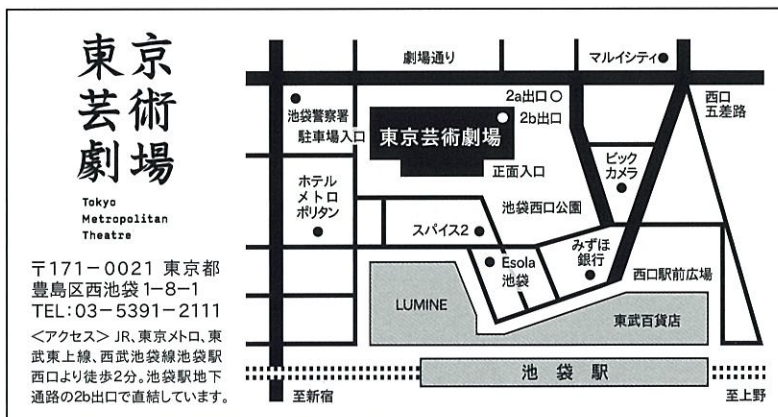 東京
芸術
劇場
Tokyo
Metropolitan
Theatre
〒171-0021 東京都
豊島区西池袋1-8-1
TEL:03-5391-2111
<アクセス> JR、東京メトロ、東
武東上線、西武池袋線池袋駅
西口より徒歩2分。池袋駅地下
通路の2b出口で直結しています。
劇場通り
マルイシティ
2a出口
2b出口
西口
五差路
池袋警察署
駐車場入口
東京芸術劇場
正面入口
ビック
カメラ
ホテル
メトロ
ポリタン
池袋西口公園
スパイス2
みずほ
銀行
Esola
池袋
西口駅前広場
LUMINE
東武百貨店
池袋駅
至新宿
至上野